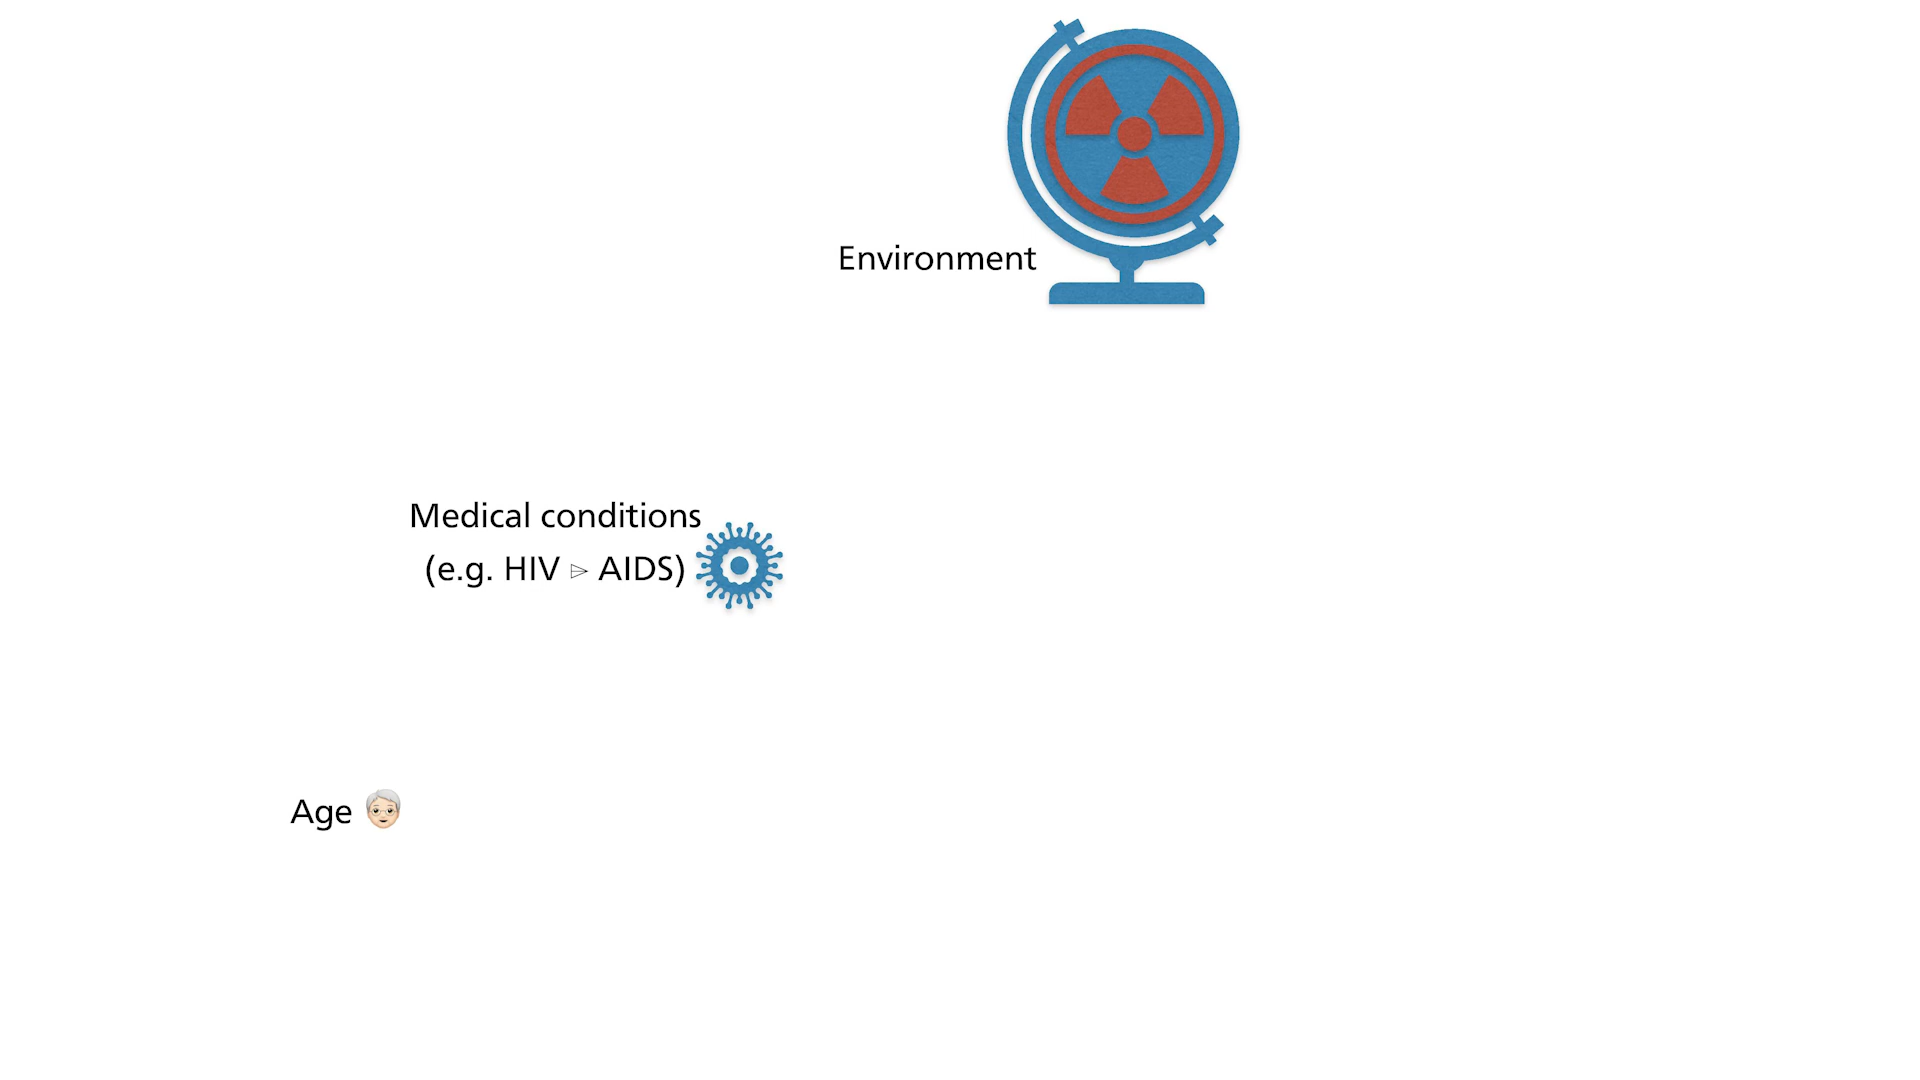 Environment
Medical conditions
(e.g. HIV ⩥ AIDS)
Age